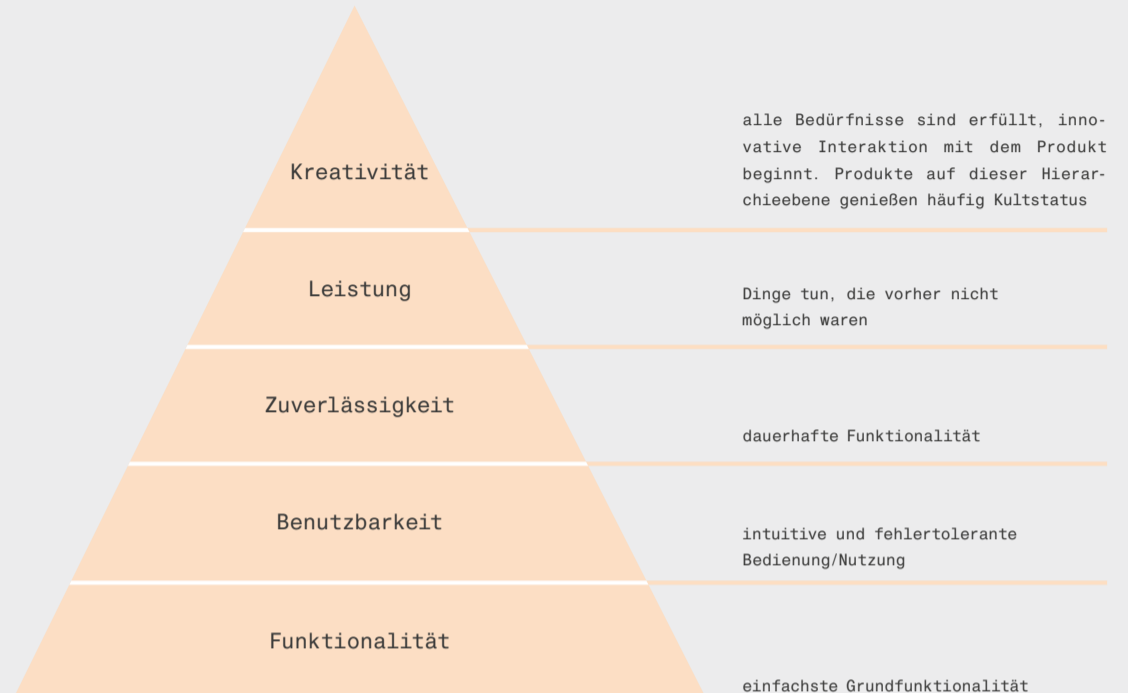 Kreativität
alle Bedürfnisse sind erfüllt, inno-
vative Interaktion mit dem Produkt
beginnt. Produkte auf dieser Hierar-
chieebene genießen häufig Kultstatus
Leistung
Dinge tun, die vorher nicht
möglich waren
Zuverlässigkeit
dauerhafte Funktionalität
Benutzbarkeit
intuitive und fehlertolerante
Bedienung/Nutzung
Funktionalität
einfachste Grundfunktionalität